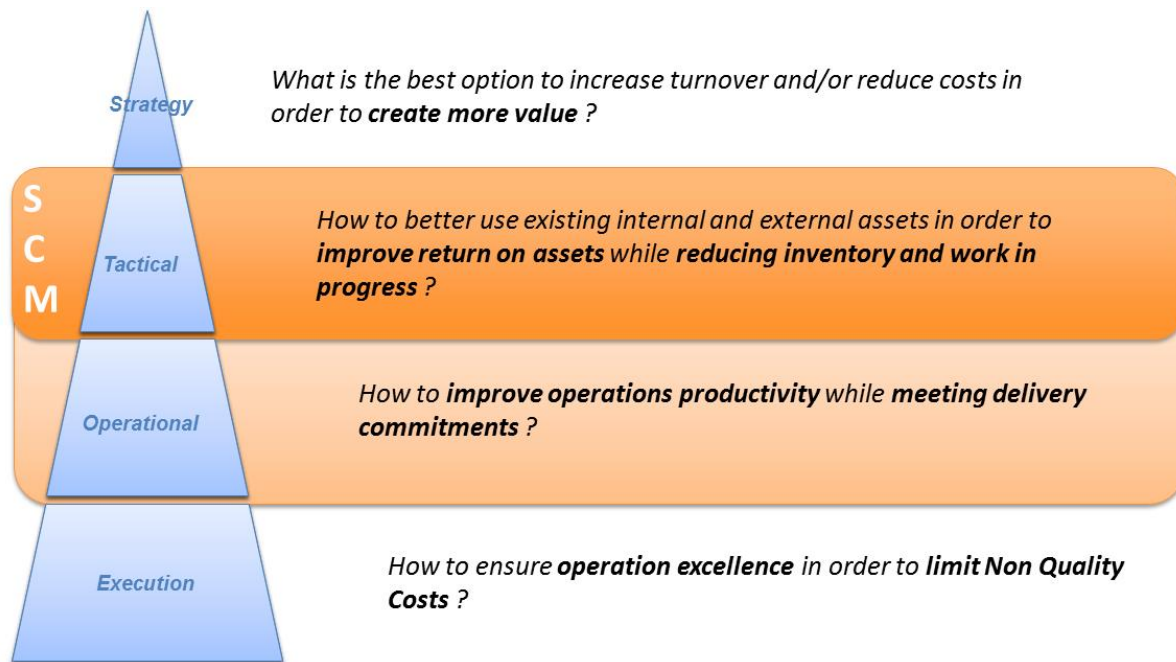 Strategy
What is the best option to increase turnover and/or reduce costs in
order to create more value ?
S
C
M
Tactical
How to better use existing internal and external assets in order to
improve return on assets while reducing inventory and work in
progress ?
Operational
How to improve operations productivity while meeting delivery
commitments ?
Execution
How to ensure operation excellence in order to limit Non Quality
Costs ?